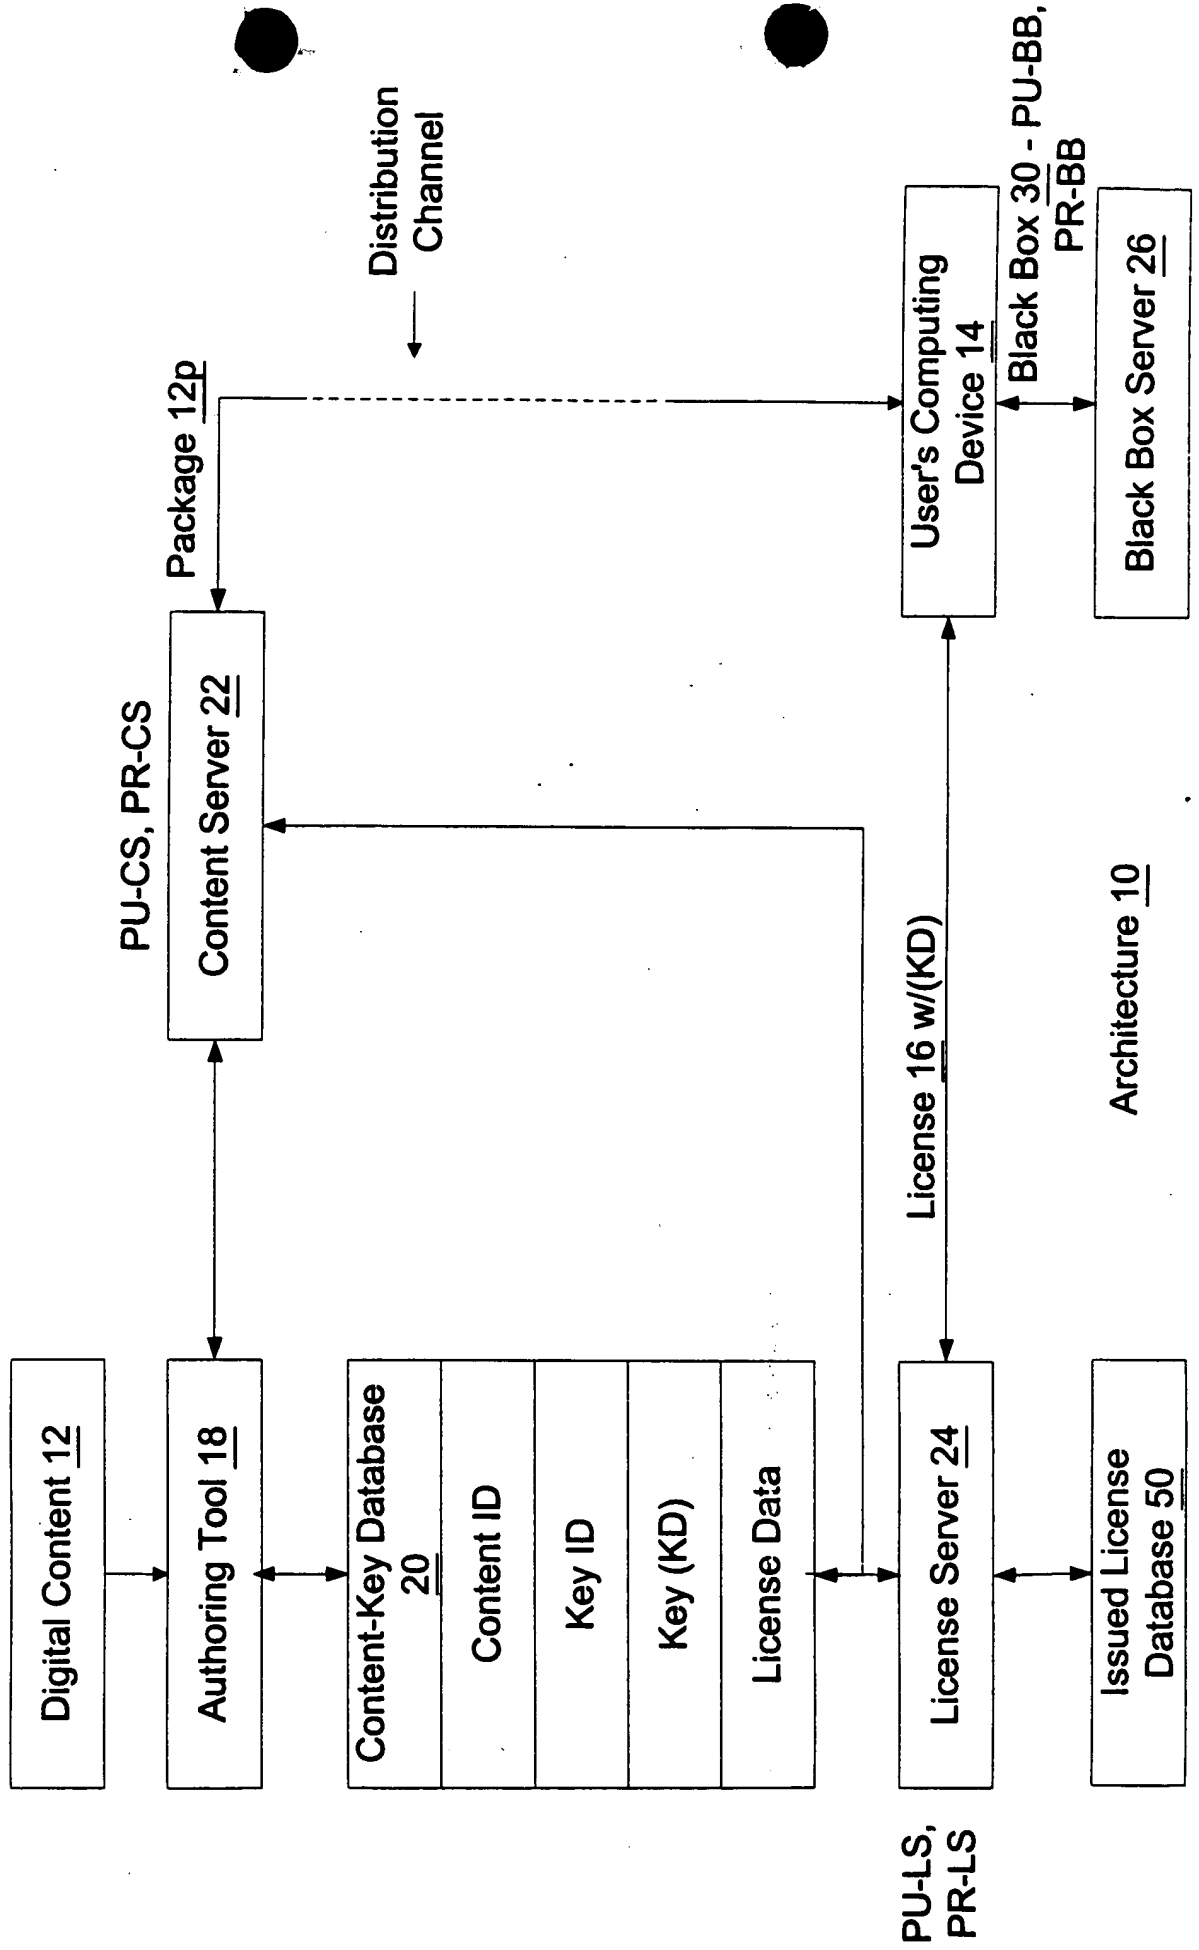 Digital Content 12
Authoring Tool 18
Content-Key Database
20
Content ID
Key ID
Key (KD)
License Data
PU-LS,
PR-LS
License Server 24
Issued License
Database 50
PU-CS, PR-CS
Content Server 22
Package 12p
Distribution
Channel
License 16 w/(KD)
User's Computing
Device 14
Black Box 30 - PU-BB,
PR-BB
Black Box Server 26
Architecture 10